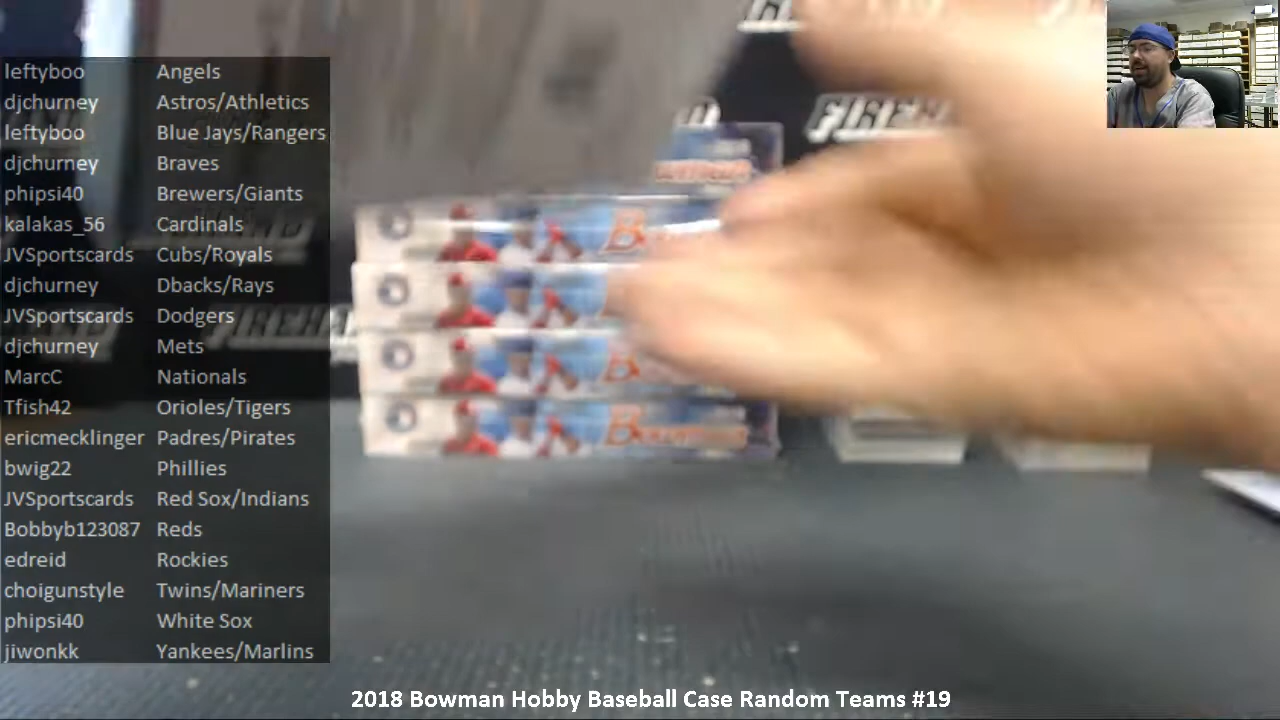 leftyboo Angels
djchurney Astros/Athletics
leftyboo Blue Jays/Rangers
djchurney Braves
phipsi40 Brewers/Giants
kalakas_56 Cardinals
JVSportscards Cubs/Royals
djchurney Dbacks/Rays
JVSportscards Dodgers
djchurney Mets
MarcC Nationals
Tfish42 Orioles/Tigers
ericmecklinger Padres/Pirates
bwig22 Phillies
JVSportscards Red Sox/Indians
Bobbyb123087 Reds
edreid Rockies
choigunstyle Twins/Mariners
phipsi40 White Sox
jiwonkk Yankees/Marlins
Bowman
2018 Bowman Hobby Baseball Case Random Teams #19